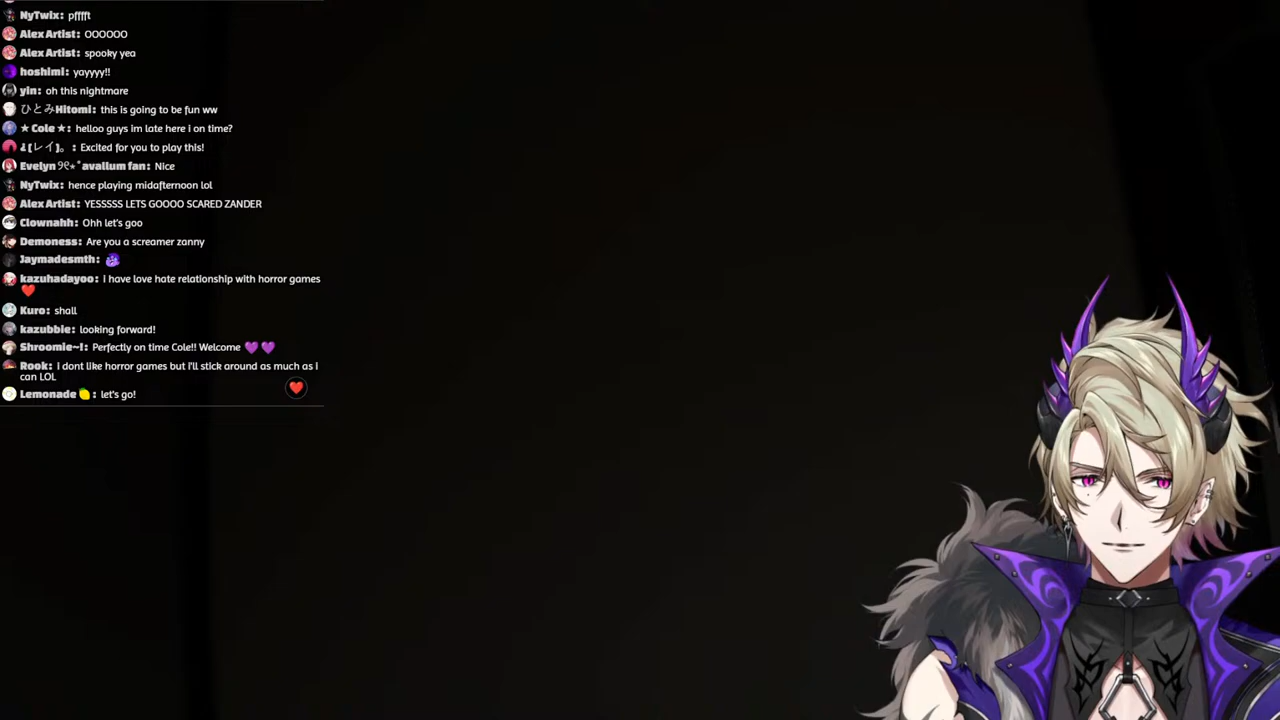 NyTwix: pfffft
Alex Artist: OOOOOO
Alex Artist: spooky yea
hoshimi: yayyyy!!
yin: oh this nightmare
ひとみHitomi: this is going to be fun ww
★ Cole ★: helloo guys im late here i on time?
Excited for you to play this!
Evelyn ୨୧⋆˚avallum fan: Nice
NyTwix: hence playing midafternoon lol
Alex Artist: YESSSSS LETS GOOOO SCARED ZANDER
Clownahh: Ohh let's goo
Demoness: Are you a screamer zanny
Jaymadesmth:
kazuhadayoo: i have love hate relationship with horror games
❤️
Kuro: shall
kazubbie: looking forward!
Shroomie~!: Perfectly on time Cole!! Welcome 💜 💜
Rook: i dont like horror games but i'll stick around as much as i
can LOL
Lemonade 🍋: let's go!